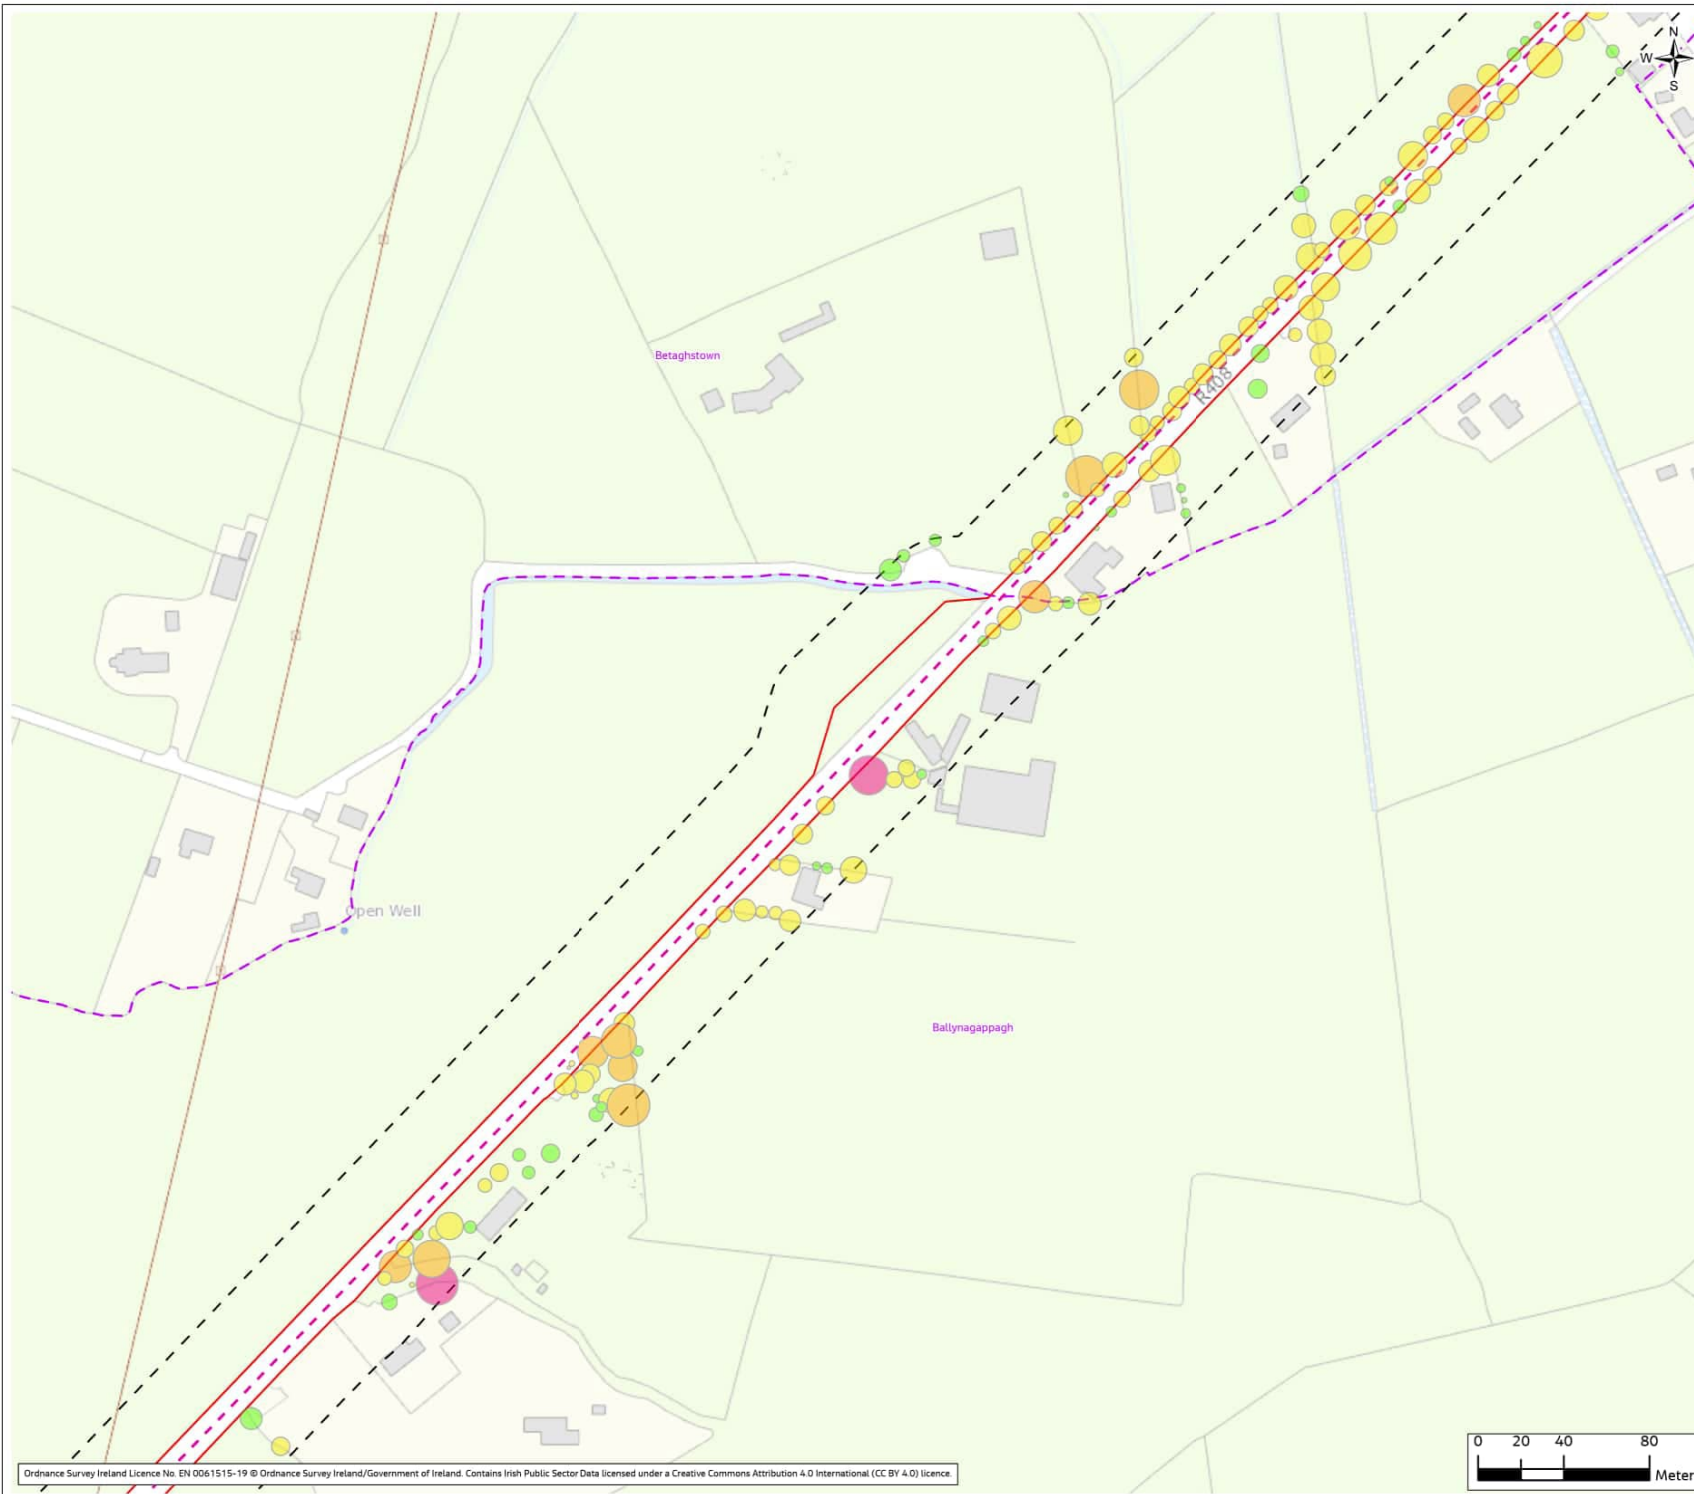 N
W
S
Betaghstown
R408
Open Well
Ballynagappagh
0 20 40 80
Meter
Ordnance Survey Ireland Licence No. EN 0061515-19 © Ordnance Survey Ireland/Government of Ireland. Contains Irish Public Sector Data licensed under a Creative Commons Attribution 4.0 International (CC BY 4.0) licence.